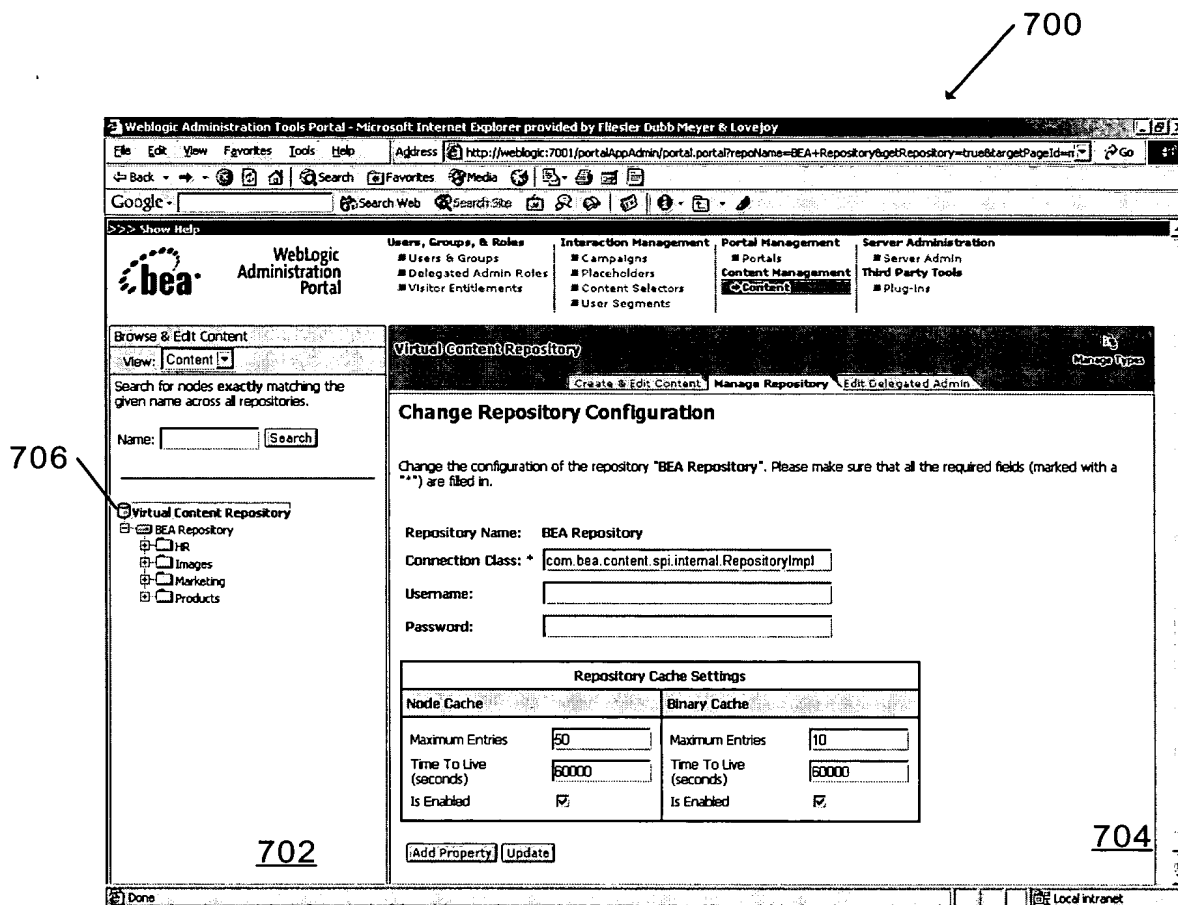 700
Weblogic Administration Tools Portal - Microsoft Internet Explorer provided by Fliesler Dubb Meyer & Lovejoy
File Edit View Favorites Tools Help Address http://weblogic:7001/portalAppAdmin/portal.portal?repoName=BEA+Repository&getRepository=true&targetPageId=n Go
Back Search Favorites Media
Google Search Web Search Site
>>> Show Help
bea WebLogic Administration Portal
Users, Groups, & Roles
Users & Groups
Delegated Admin Roles
Visitor Entitlements
Interaction Management
Campaigns
Placeholders
Content Selectors
User Segments
Portal Management
Portals
Content Management
Content
Server Administration
Server Admin
Third Party Tools
Plug-ins
Browse & Edit Content
View: Content
Search for nodes exactly matching the
given name across all repositories.
Name: Search
706
Virtual Content Repository
BEA Repository
HR
Images
Marketing
Products
702
Virtual Content Repository
Manage Types
Create & Edit Content Manage Repository Edit Delegated Admin
Change Repository Configuration
Change the configuration of the repository "BEA Repository". Please make sure that all the required fields (marked with a
"*") are filled in.
Repository Name: BEA Repository
Connection Class: * com.bea.content.spi.internal.RepositoryImpl
Username:
Password:
Repository Cache Settings
Node Cache Binary Cache
Maximum Entries 50 Maximum Entries 10
Time To Live (seconds) 60000 Time To Live (seconds) 60000
Is Enabled Is Enabled
Add Property Update
704
Done Local intranet